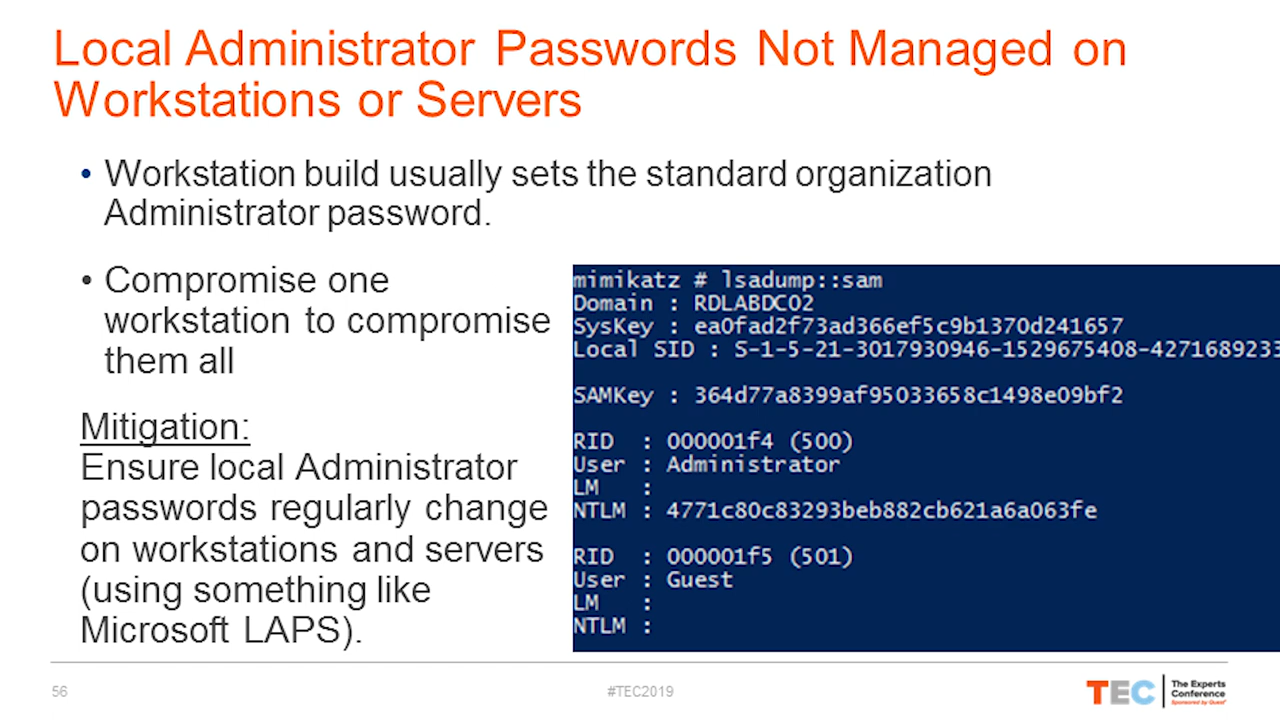 Local Administrator Passwords Not Managed on
Workstations or Servers
• Workstation build usually sets the standard organization
Administrator password.
• Compromise one
workstation to compromise
them all
Mitigation:
Ensure local Administrator
passwords regularly change
on workstations and servers
(using something like
Microsoft LAPS).
mimikatz # lsadump::sam
Domain : RDLABDC02
SysKey : ea0fad2f73ad366ef5c9b1370d241657
Local SID : S-1-5-21-3017930946-1529675408-4271689233
SAMKey : 364d77a8399af95033658c1498e09bf2
RID : 000001f4 (500)
User : Administrator
LM :
NTLM : 4771c80c83293beb882cb621a6a063fe
RID : 000001f5 (501)
User : Guest
LM :
NTLM :
56
#TEC2019
TEC
The Experts
Conference
Sponsored by Quest